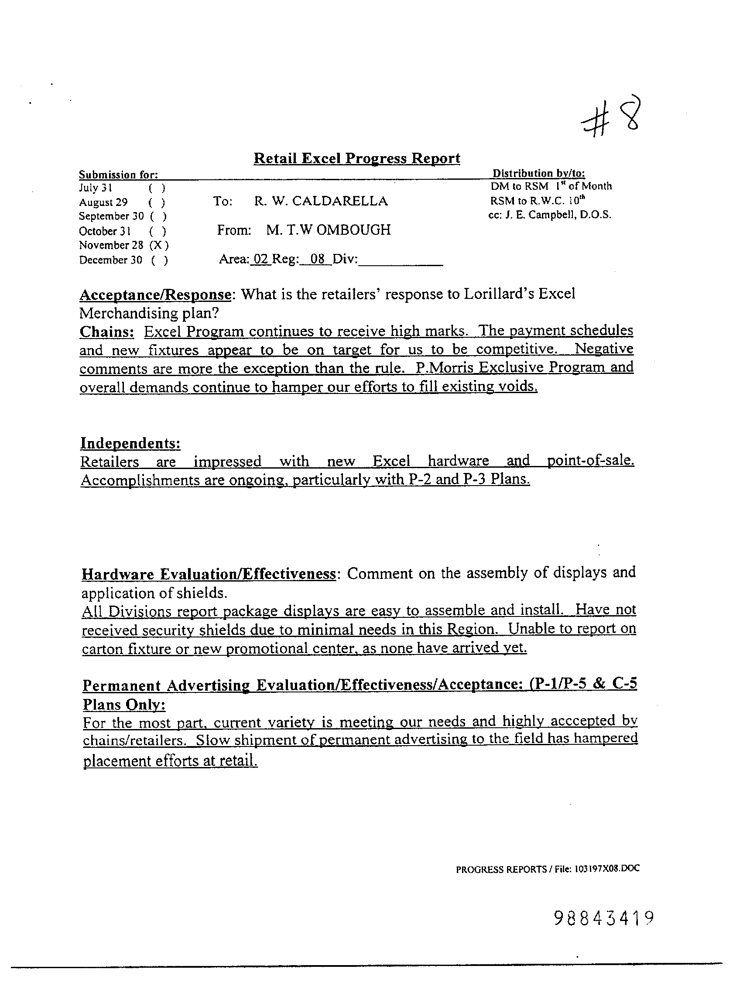 #8
Retail Excel Progress Report
Submission for: Distribution by/to:
July 31 ( ) DM to RSM 1st of Month
August 29 ( ) To: R. W. CALDARELLA RSM to R.W.C. 10th
September 30 ( ) cc: J. E. Campbell, D.O.S.
October 31 ( ) From: M. T.W OMBOUGH
November 28 (X)
December 30 ( ) Area: 02 Reg: 08 Div:
Acceptance/Response: What is the retailers' response to Lorillard's Excel
Merchandising plan?
Chains: Excel Program continues to receive high marks. The payment schedules
and new fixtures appear to be on target for us to be competitive. Negative
comments are more the exception than the rule. P.Morris Exclusive Program and
overall demands continue to hamper our efforts to fill existing voids.
Independents:
Retailers are impressed with new Excel hardware and point-of-sale.
Accomplishments are ongoing, particularly with P-2 and P-3 Plans.
Hardware Evaluation/Effectiveness: Comment on the assembly of displays and
application of shields.
All Divisions report package displays are easy to assemble and install. Have not
received security shields due to minimal needs in this Region. Unable to report on
carton fixture or new promotional center, as none have arrived yet.
Permanent Advertising Evaluation/Effectiveness/Acceptance: (P-1/P-5 & C-5
Plans Only:
For the most part, current variety is meeting our needs and highly acccepted by
chains/retailers. Slow shipment of permanent advertising to the field has hampered
placement efforts at retail.
PROGRESS REPORTS / File: 103197X08.DOC
98843419